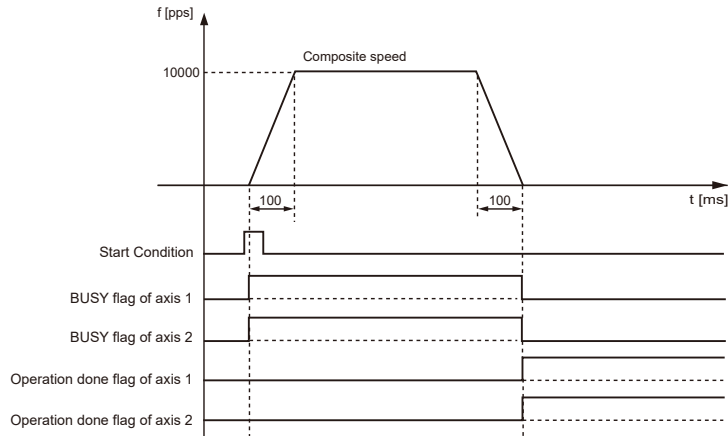 f [pps]
Composite speed
10000
100
100
t [ms]
Start Condition
BUSY flag of axis 1
BUSY flag of axis 2
Operation done flag of axis 1
Operation done flag of axis 2